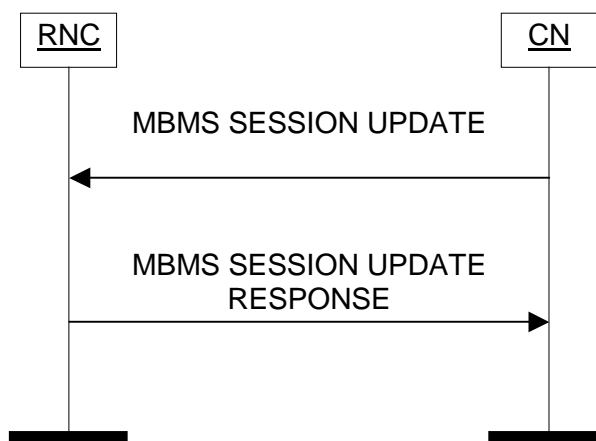 RNC
CN
MBMS SESSION UPDATE
MBMS SESSION UPDATE
RESPONSE